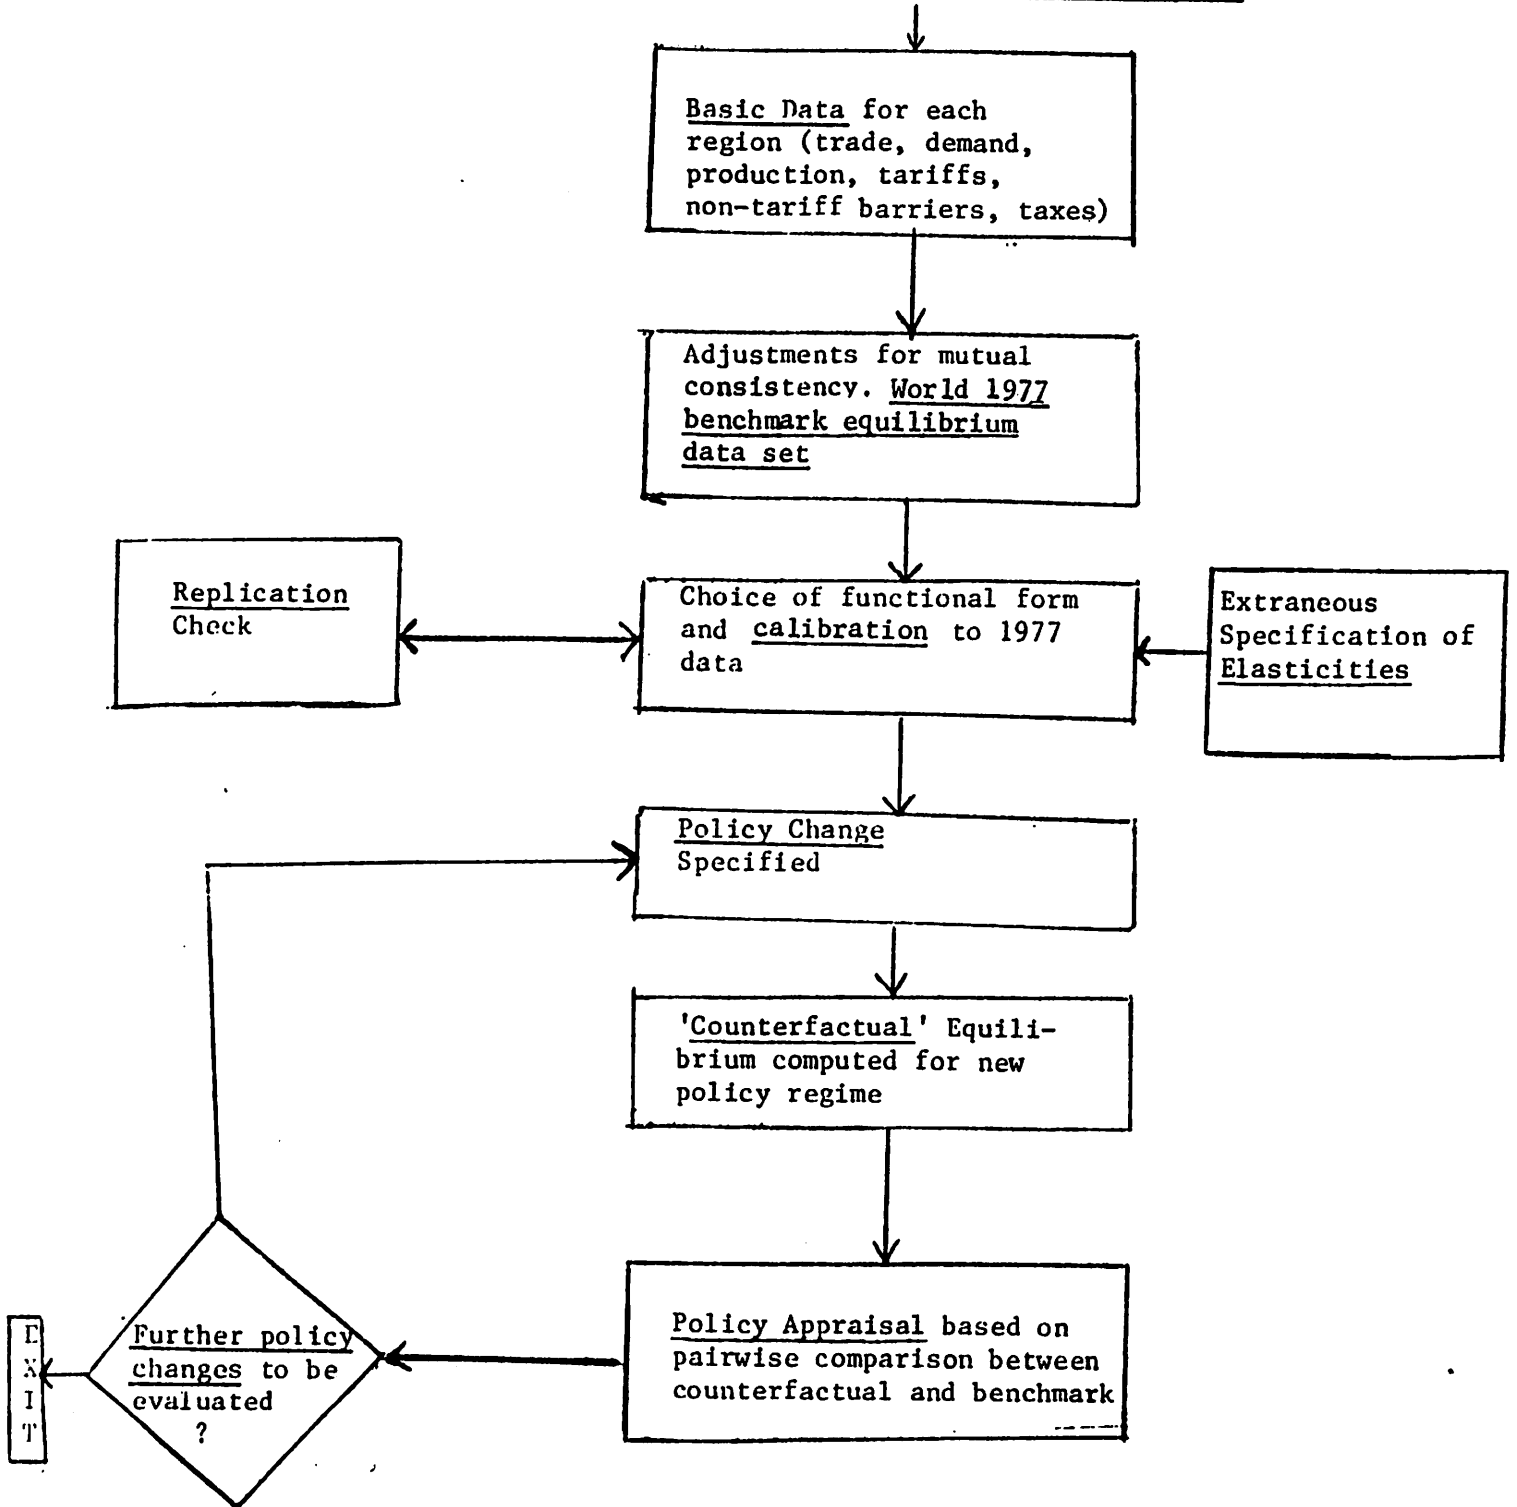 Basic Data for each
region (trade, demand,
production, tariffs,
non-tariff barriers, taxes)
Adjustments for mutual
consistency. World 1977
benchmark equilibrium
data set
Replication
Check
Choice of functional form
and calibration to 1977
data
Extraneous
Specification of
Elasticities
Policy Change
Specified
'Counterfactual' Equili-
brium computed for new
policy regime
Policy Appraisal based on
pairwise comparison between
counterfactual and benchmark
Further policy
changes to be
evaluated
?
E
X
I
T